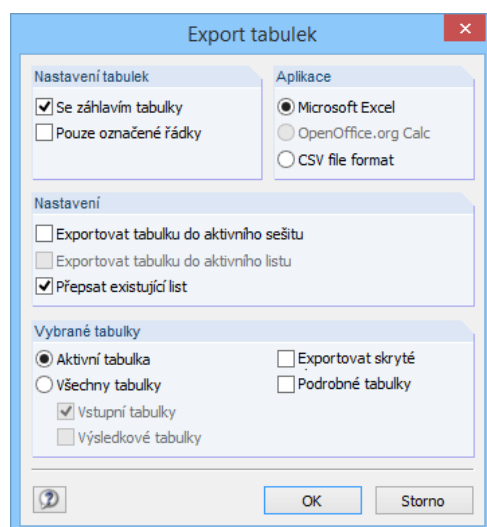 Export tabulek
Nastavení tabulek
Se záhlavím tabulky
Pouze označené řádky
Aplikace
Microsoft Excel
OpenOffice.org Calc
CSV file format
Nastavení
Exportovat tabulku do aktivního sešitu
Exportovat tabulku do aktivního listu
Přepsat existující list
Vybrané tabulky
Aktivní tabulka
Všechny tabulky
Vstupní tabulky
Výsledkové tabulky
Exportovat skryté
Podrobné tabulky
OK
Storno